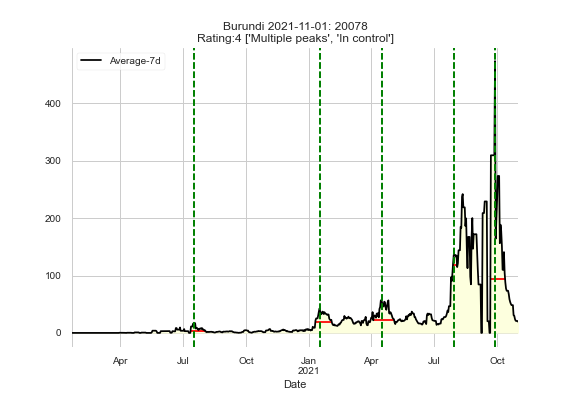 Burundi 2021-11-01: 20078
Rating:4 ['Multiple peaks', 'In control']
Average-7d
400
300
200
100
0
Apr Jul Oct Jan Apr Jul Oct
2021
Date